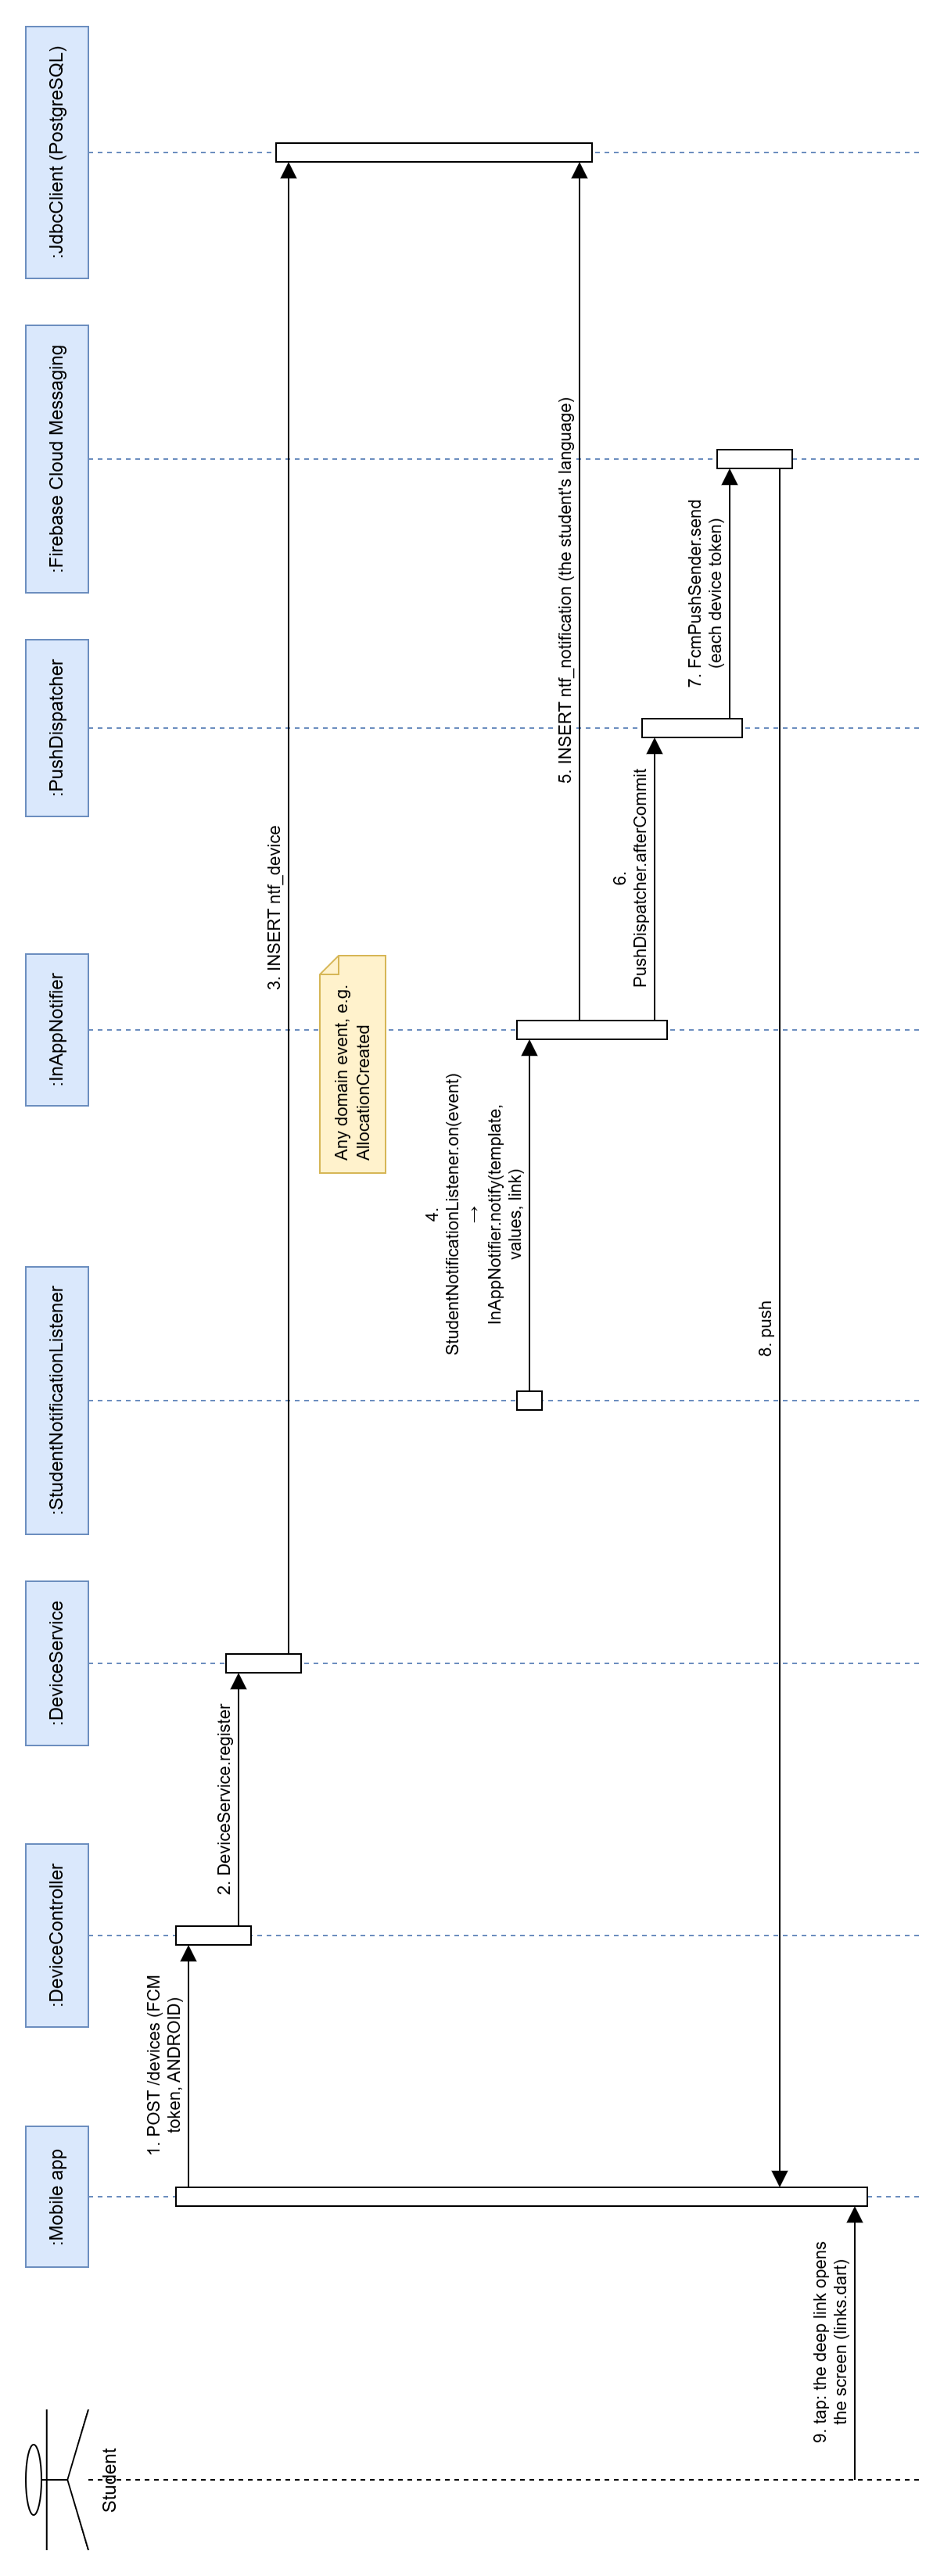 Student
:Mobile app
:DeviceController
:DeviceService
:StudentNotificationListener
:InAppNotifier
:PushDispatcher
:Firebase Cloud Messaging
:JdbcClient (PostgreSQL)
1. POST /devices (FCM
token, ANDROID)
2. DeviceService.register
3. INSERT ntf_device
Any domain event, e.g.
AllocationCreated
4.
StudentNotificationListener.on(event)
→
InAppNotifier.notify(template,
values, link)
5. INSERT ntf_notification (the student's language)
6.
PushDispatcher.afterCommit
7. FcmPushSender.send
(each device token)
8. push
9. tap: the deep link opens
the screen (links.dart)